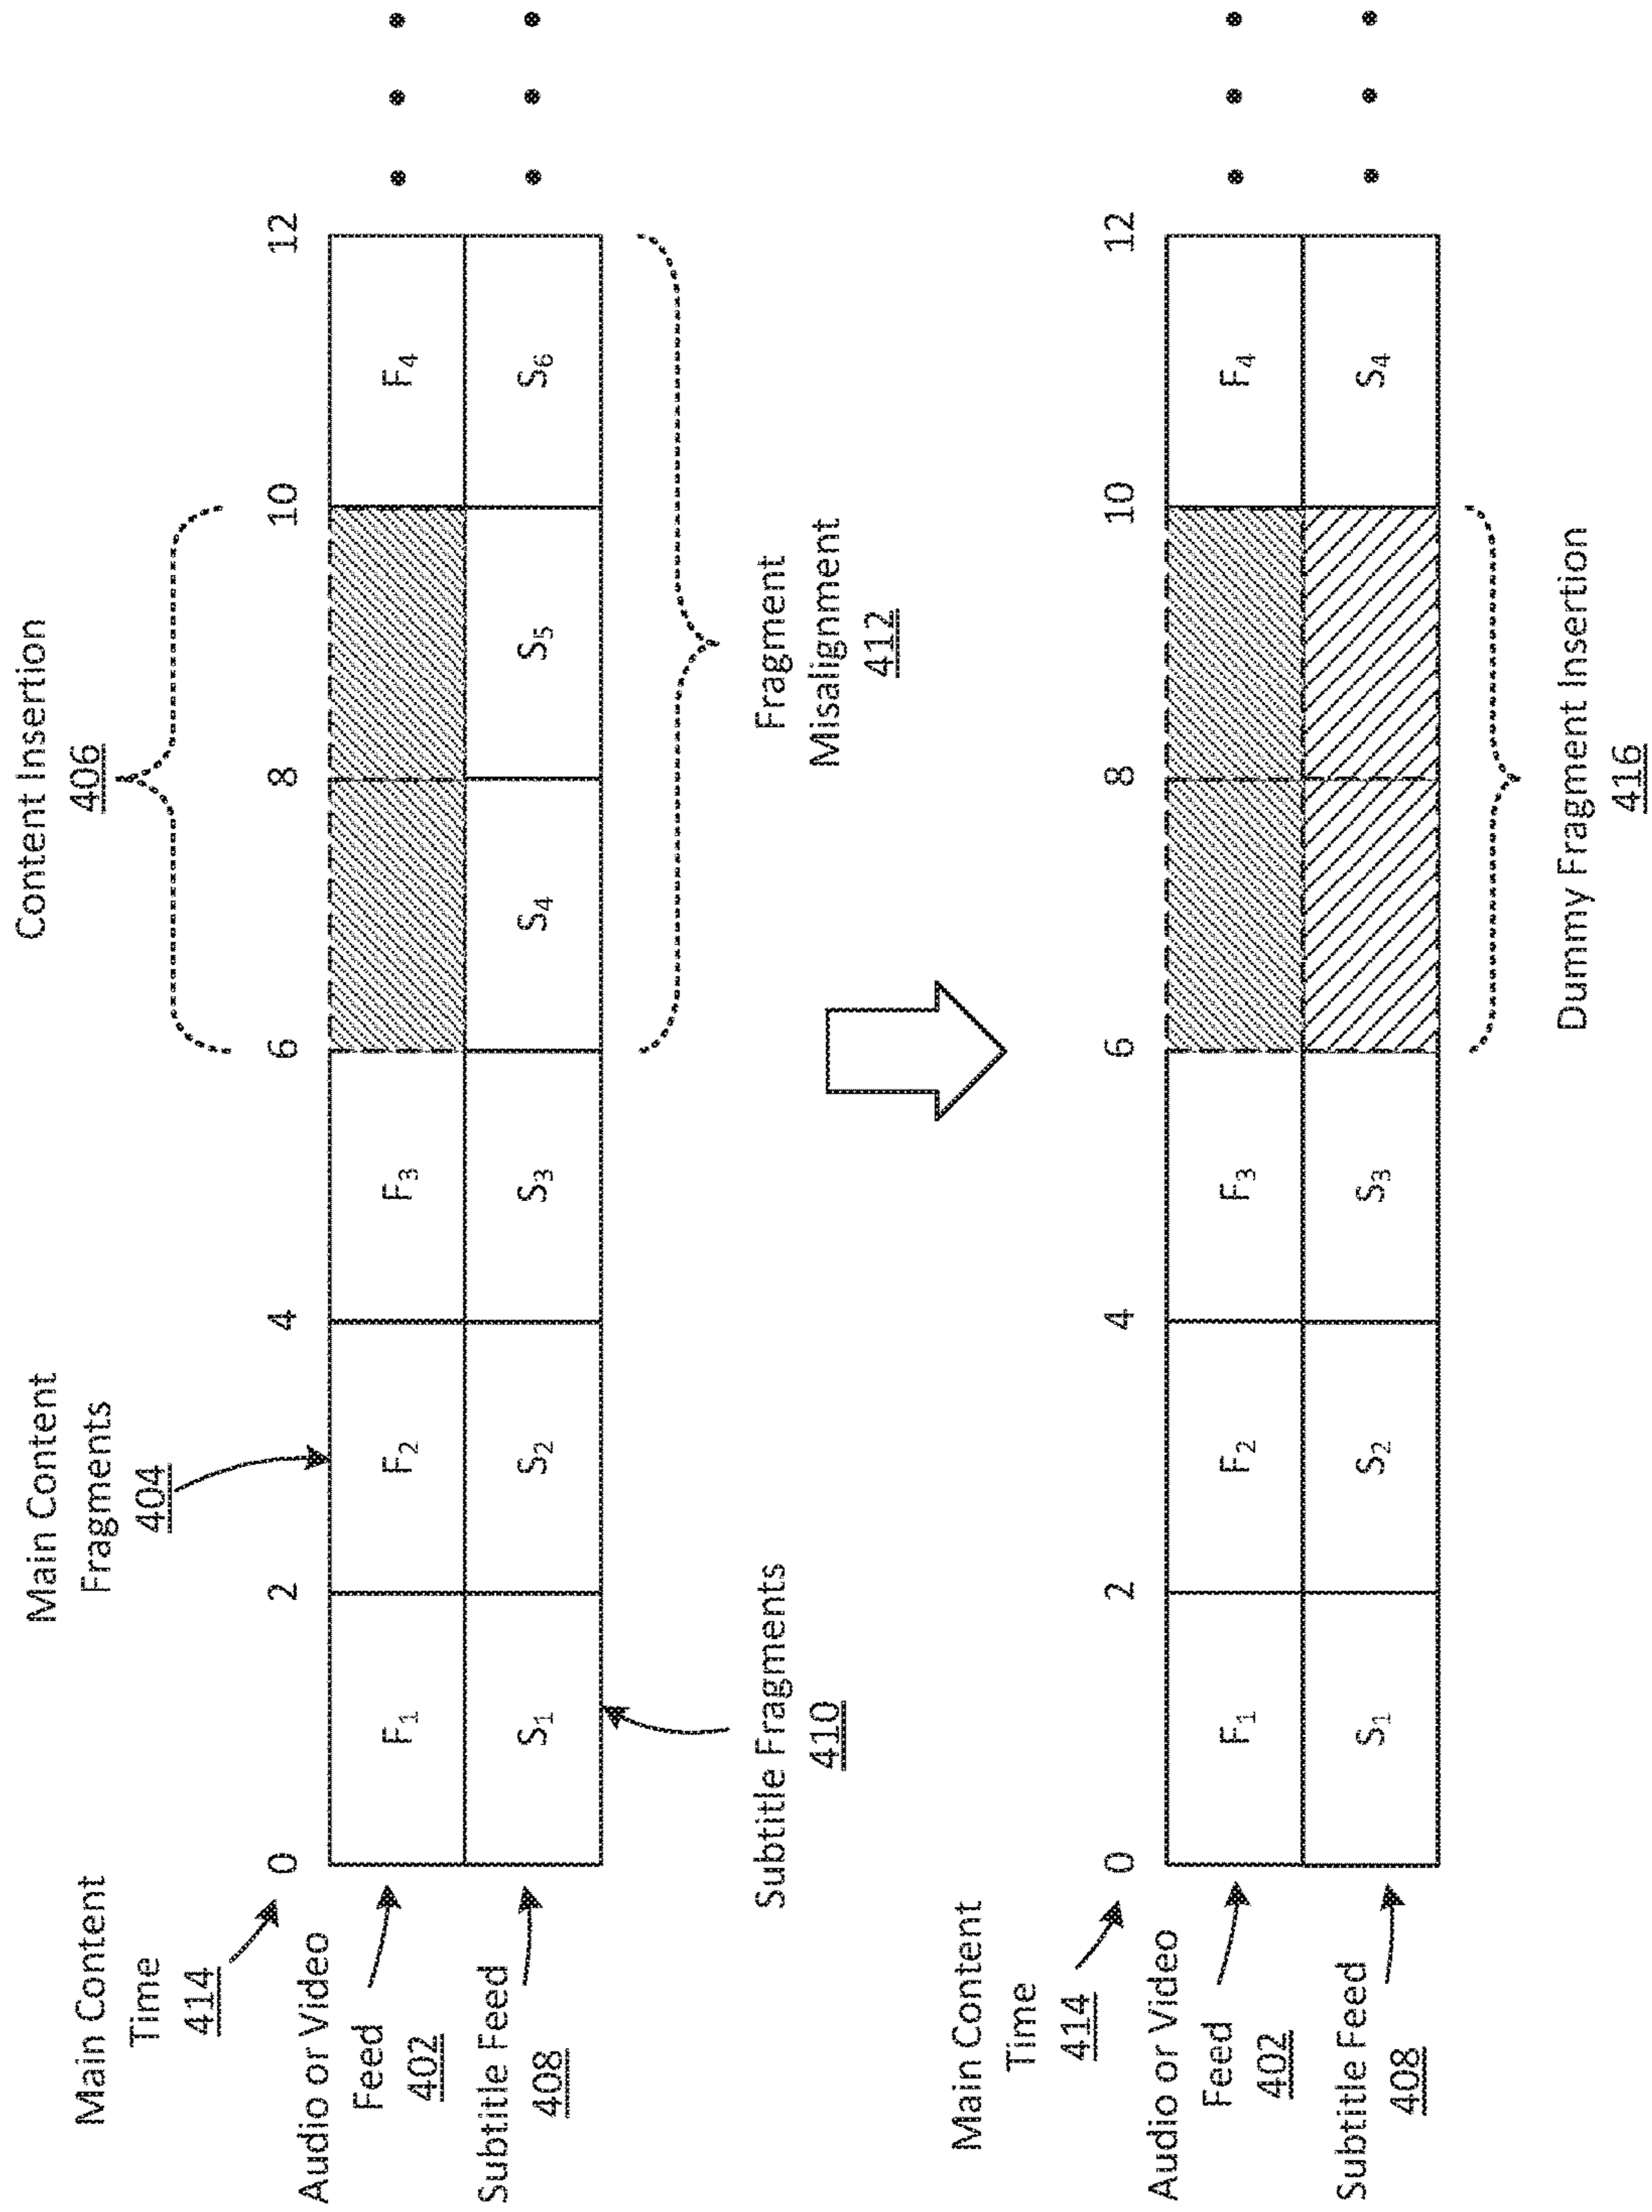 Content Insertion
406
Main Content
Fragments
404
Main Content
Time
414
0 2 4 6 8 10 12
Audio or Video
Feed
402
F₁ F₂ F₃ F₄
Subtitle Feed
408
S₁ S₂ S₃ S₄ S₅ S₆
Subtitle Fragments
410
Fragment
Misalignment
412
Main Content
Time
414
0 2 4 6 8 10 12
Audio or Video
Feed
402
F₁ F₂ F₃ F₄
Subtitle Feed
408
S₁ S₂ S₃ S₄
Dummy Fragment Insertion
416